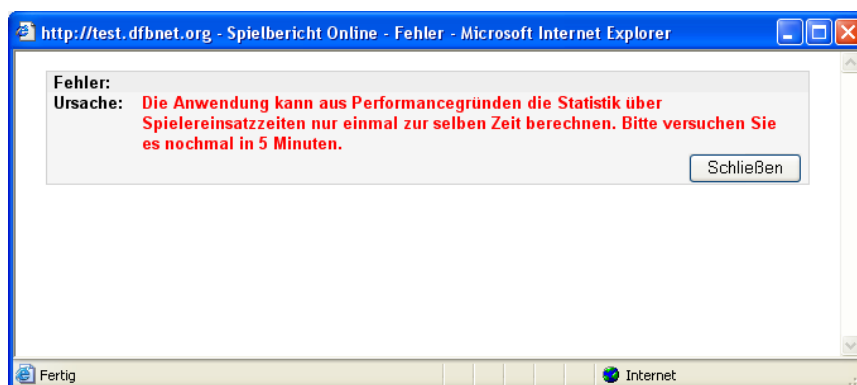 http://test.dfbnet.org - Spielbericht Online - Fehler - Microsoft Internet Explorer
Fehler:
Ursache: Die Anwendung kann aus Performancegründen die Statistik über
Spielereinsatzzeiten nur einmal zur selben Zeit berechnen. Bitte versuchen Sie
es nochmal in 5 Minuten.
Schließen
Fertig
Internet